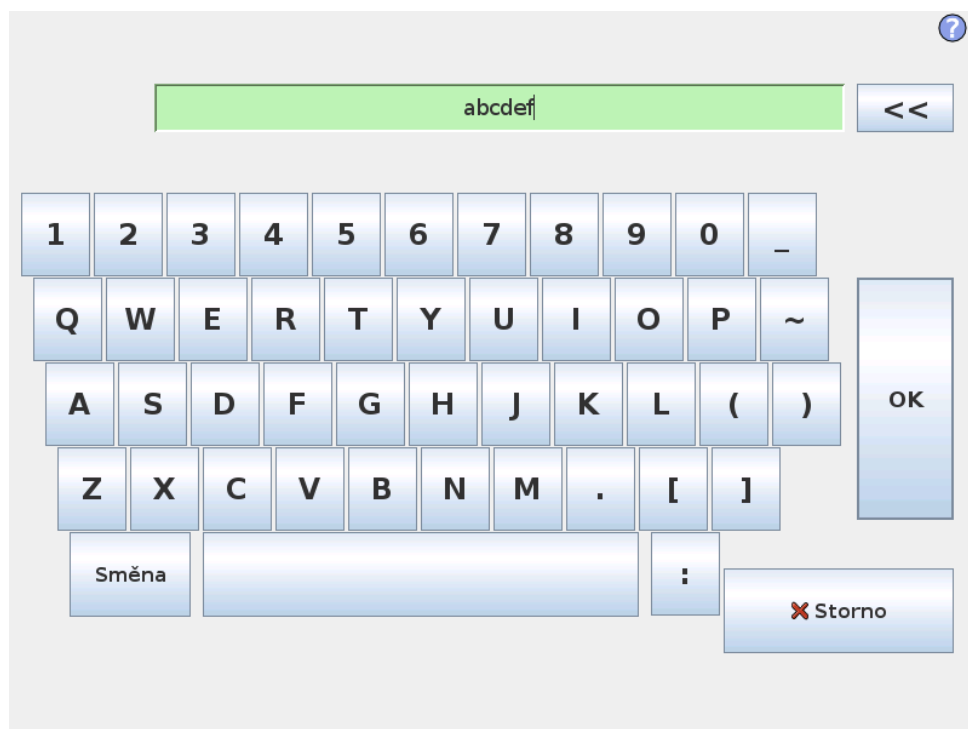 ?
abcdef
<<
1 2 3 4 5 6 7 8 9 0 _
Q W E R T Y U I O P ~
A S D F G H J K L ( )
OK
Z X C V B N M . [ ]
Směna :
Storno